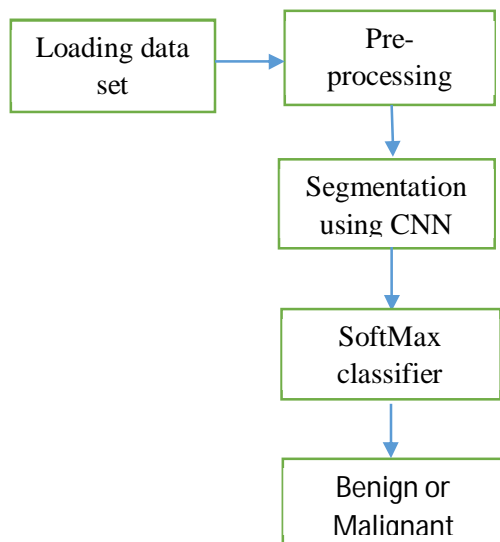 Loading data
set
Pre-
processing
Segmentation
using CNN
SoftMax
classifier
Benign or
Malignant